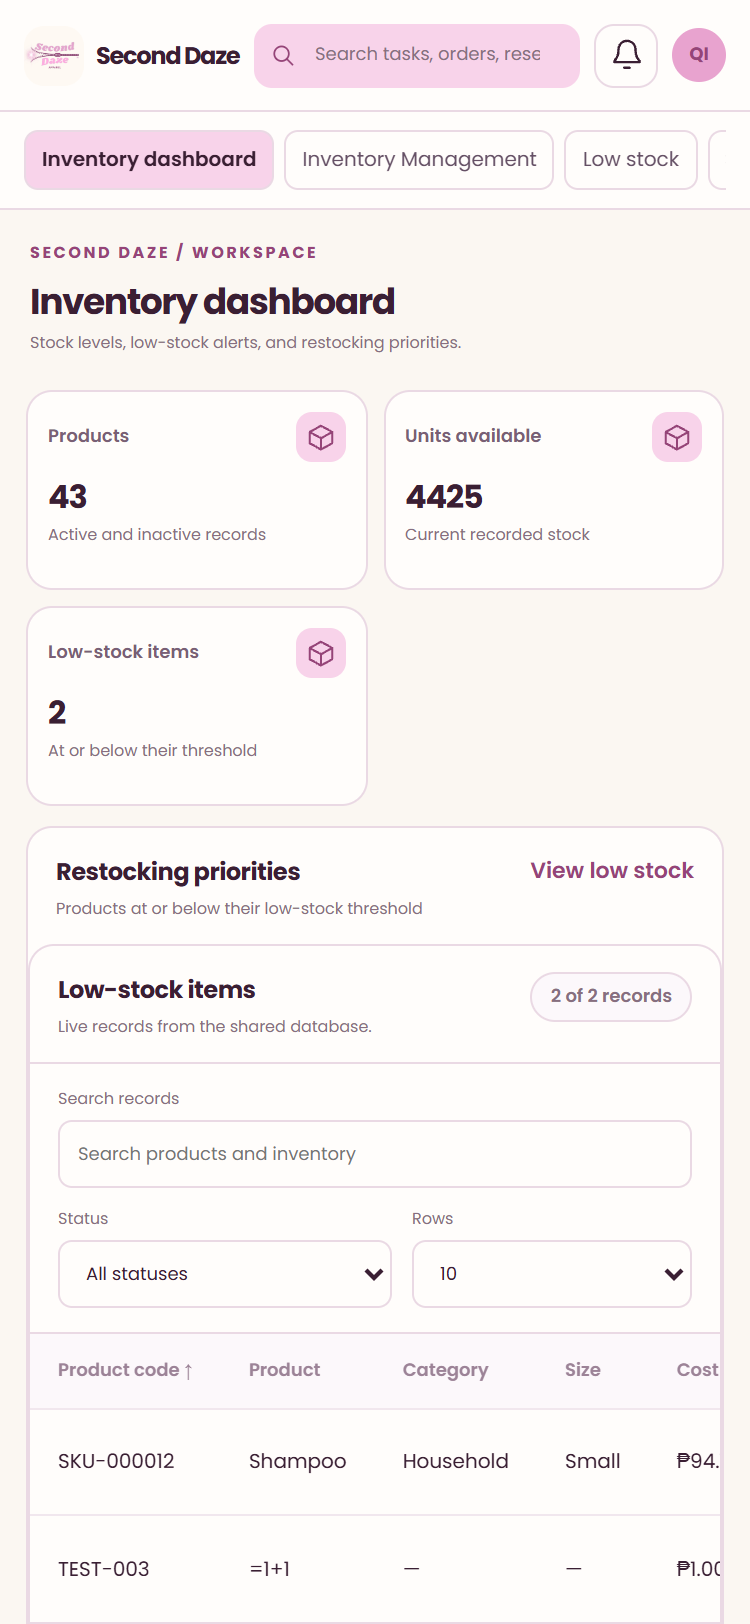 Second Daze
Second Daze
Search tasks, orders, rese
QI
Inventory dashboard
Inventory Management
Low stock
SECOND DAZE / WORKSPACE
Inventory dashboard
Stock levels, low-stock alerts, and restocking priorities.
Products
43
Active and inactive records
Units available
4425
Current recorded stock
Low-stock items
2
At or below their threshold
Restocking priorities
View low stock
Products at or below their low-stock threshold
Low-stock items
2 of 2 records
Live records from the shared database.
Search records
Search products and inventory
Status
Rows
All statuses
10
Product code ↑ Product Category Size Cost
SKU-000012 Shampoo Household Small ₱94.
TEST-003 =1+1 — — ₱1.00